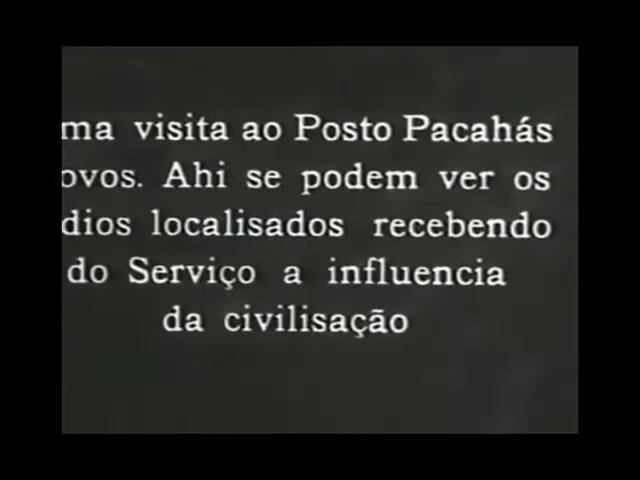 ma visita ao Posto Pacahás
ovos. Ahi se podem ver os
dios localisados recebendo
do Serviço a influencia
da civilisação